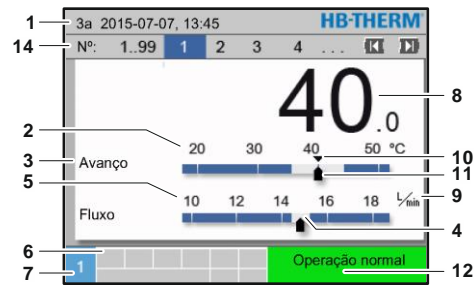 1 3a 2015-07-07, 13:45 HB-THERM
14 Nº: 1..99 1 2 3 4 ...
40.0 8
2 20 30 40 50 °C 10
3 Avanço 11
5 10 12 14 16 18 L/min 9
Fluxo 4
6
7 1 Operação normal 12